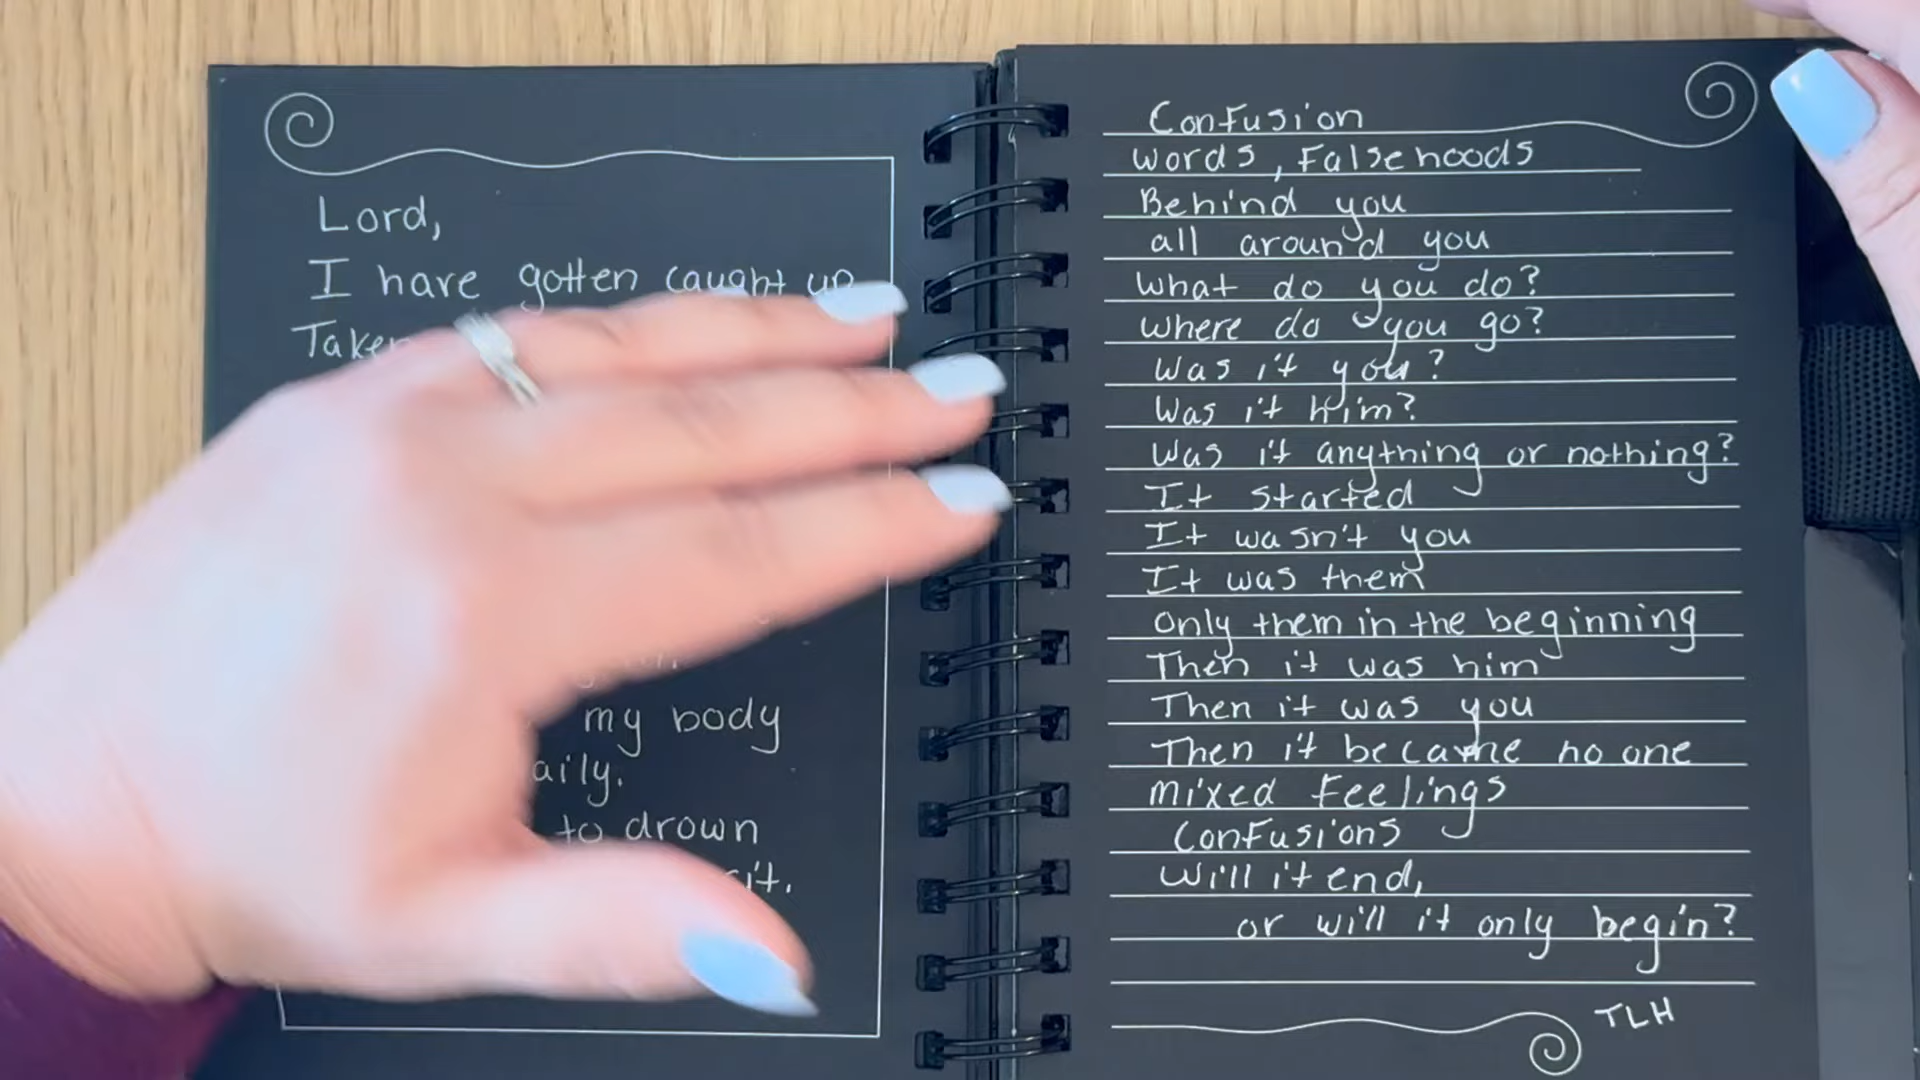 Lord,
I have gotten caught up
Taken
my body
aily.
to drown
it.
Confusion
words, Falsehoods
Behind you
all around you
What do you do?
where do you go?
Was it you?
Was it him?
Was it anything or nothing?
It started
It wasn't you
It was them
only them in the beginning
Then it was him
Then it was you
Then it became no one
mixed Feelings
Confusions
Will it end,
or will it only begin?
TLH